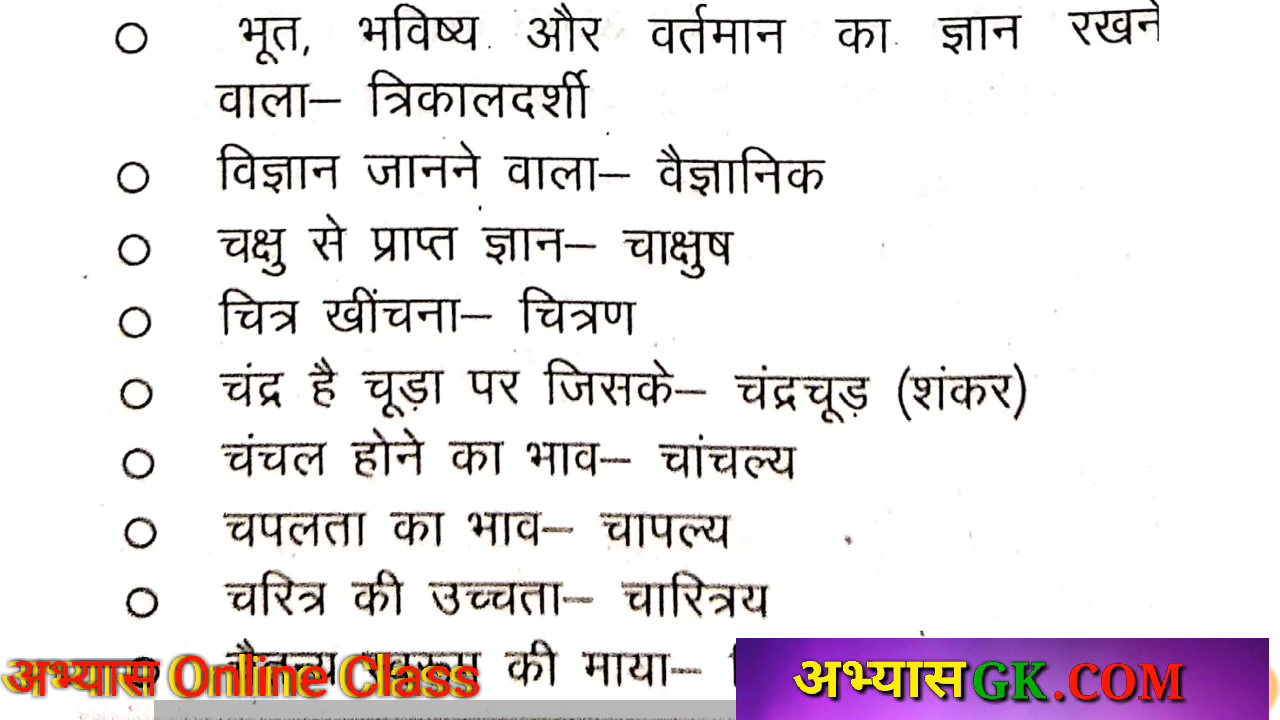 ○ भूत, भविष्य और वर्तमान का ज्ञान रखने
वाला– त्रिकालदर्शी
○ विज्ञान जानने वाला– वैज्ञानिक
○ चक्षु से प्राप्त ज्ञान– चाक्षुष
○ चित्र खींचना– चित्रण
○ चंद्र है चूड़ा पर जिसके– चंद्रचूड़ (शंकर)
○ चंचल होने का भाव– चांचल्य
○ चपलता का भाव– चापल्य
○ चरित्र की उच्चता– चारित्रय
की माया–
अभ्यास Online Class
अभ्यासGK.COM